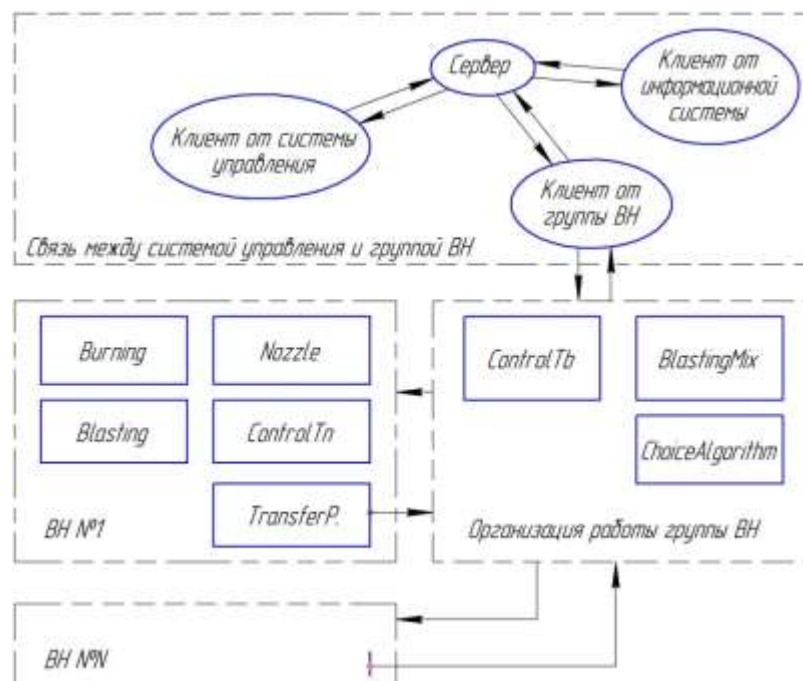 Сервер
Клиент от
информационной
системы
Клиент от системы
управления
Клиент от
группы ВН
Связь между системой управления и группой ВН
Burning
Nozzle
ControlTb
BlastingMix
Blasting
ControlTn
ChoiceAlgorithm
TransferP.
ВН №1
Организация работы группы ВН
ВН №N